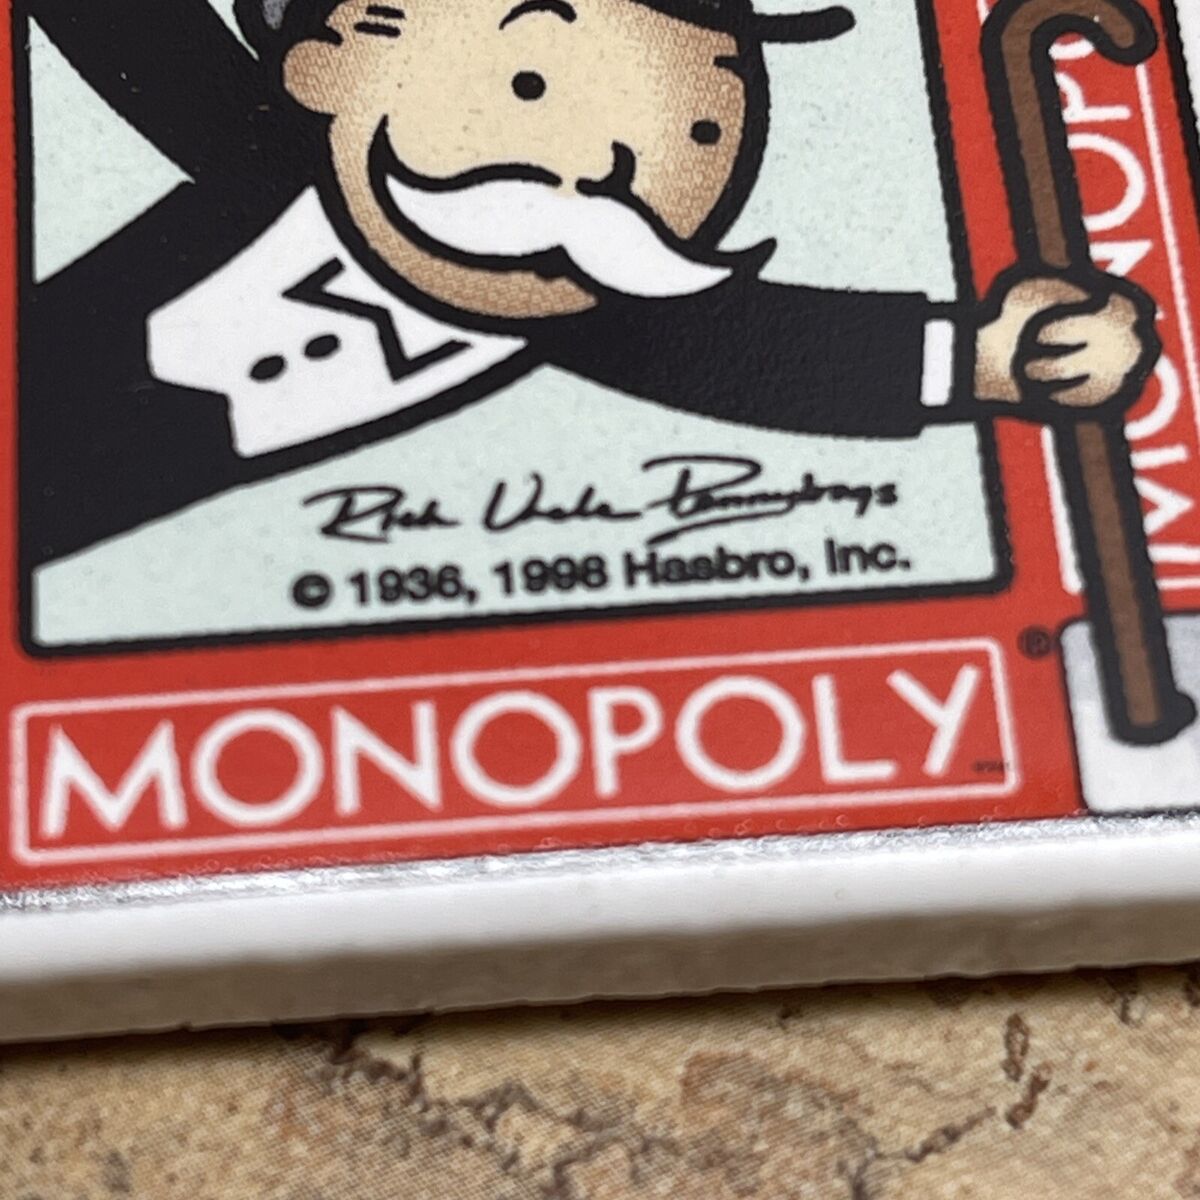 Rich Uncle Pennybags
© 1936, 1998 Hasbro, Inc.
MONOPOLY®
MONOPO